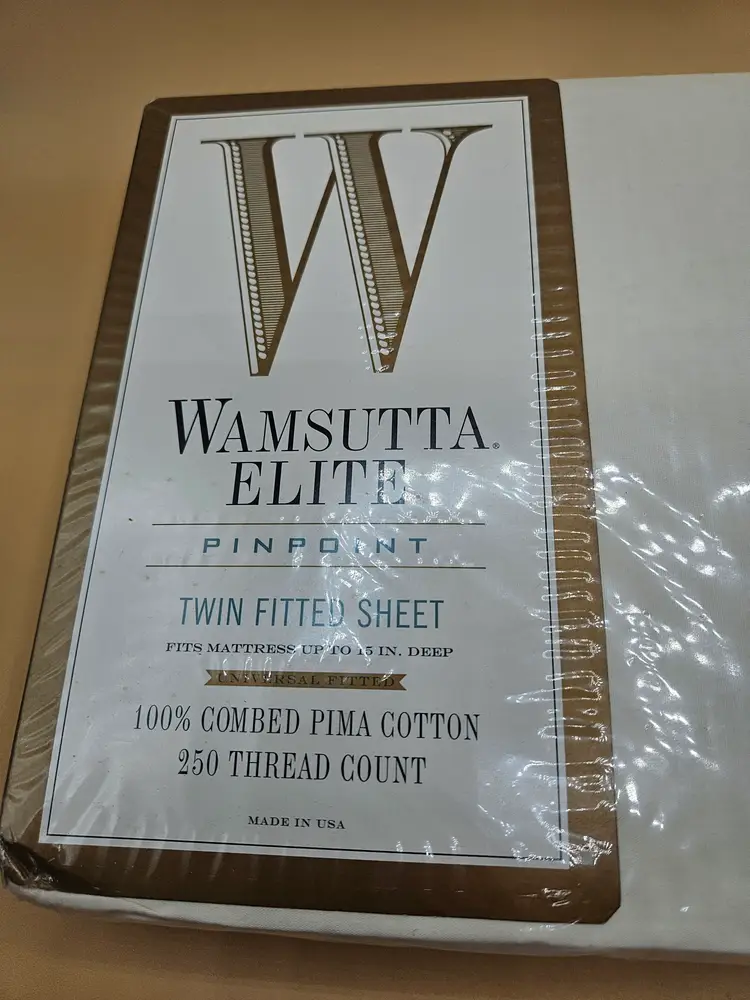 W
WAMSUTTA®
ELITE
PINPOINT
TWIN FITTED SHEET
FITS MATTRESS UP TO 15 IN. DEEP
UNIVERSAL FITTED
100% COMBED PIMA COTTON
250 THREAD COUNT
MADE IN USA